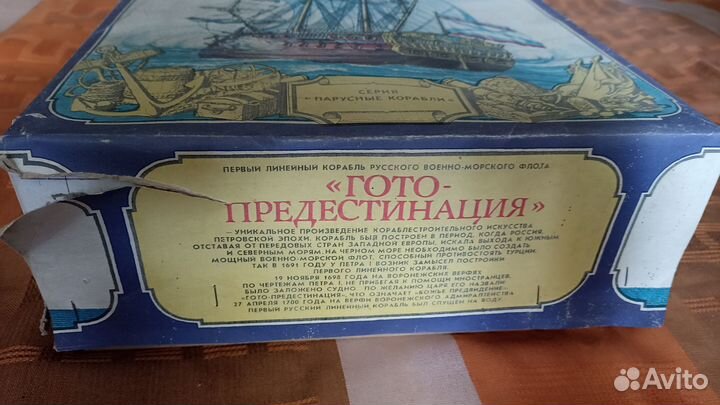 СЕРИЯ
«ПАРУСНЫЕ КОРАБЛИ»
ПЕРВЫЙ ЛИНЕЙНЫЙ КОРАБЛЬ РУССКОГО ВОЕННО-МОРСКОГО ФЛОТА
«ГОТО-
ПРЕДЕСТИНАЦИЯ»
— УНИКАЛЬНОЕ ПРОИЗВЕДЕНИЕ КОРАБЛЕСТРОИТЕЛЬНОГО ИСКУССТВА
ПЕТРОВСКОЙ ЭПОХИ. КОРАБЛЬ БЫЛ ПОСТРОЕН В ПЕРИОД, КОГДА РОССИЯ,
ОТСТАВАЯ ОТ ПЕРЕДОВЫХ СТРАН ЗАПАДНОЙ ЕВРОПЫ, ИСКАЛА ВЫХОДА К ЮЖНЫМ
И СЕВЕРНЫМ МОРЯМ. НА ЧЕРНОМ МОРЕ НЕОБХОДИМО БЫЛО СОЗДАТЬ
МОЩНЫЙ ВОЕННО-МОРСКОЙ ФЛОТ, СПОСОБНЫЙ ПРОТИВОСТОЯТЬ ТУРЦИИ.
ТАК В 1691 ГОДУ У ПЕТРА I ВОЗНИК ЗАМЫСЕЛ ПОСТРОЙКИ
ПЕРВОГО ЛИНЕЙНОГО КОРАБЛЯ.
19 НОЯБРЯ 1698 ГОДА НА ВОРОНЕЖСКИХ ВЕРФЯХ
ПО ЧЕРТЕЖАМ ПЕТРА I, НЕ ПРИБЕГАЯ К ПОМОЩИ ИНОСТРАНЦЕВ,
БЫЛО ЗАЛОЖЕНО СУДНО. ПО ЖЕЛАНИЮ ЦАРЯ ЕГО НАЗВАЛИ
«ГОТО-ПРЕДЕСТИНАЦИЯ», ЧТО ОЗНАЧАЕТ «БОЖЬЕ ПРЕДВИДЕНИЕ»
27 АПРЕЛЯ 1700 ГОДА НА ВЕРФИ ВОРОНЕЖСКОГО АДМИРАЛТЕЙСТВА
ПЕРВЫЙ РУССКИЙ ЛИНЕЙНЫЙ КОРАБЛЬ БЫЛ СПУЩЕН НА ВОДУ.
Avito